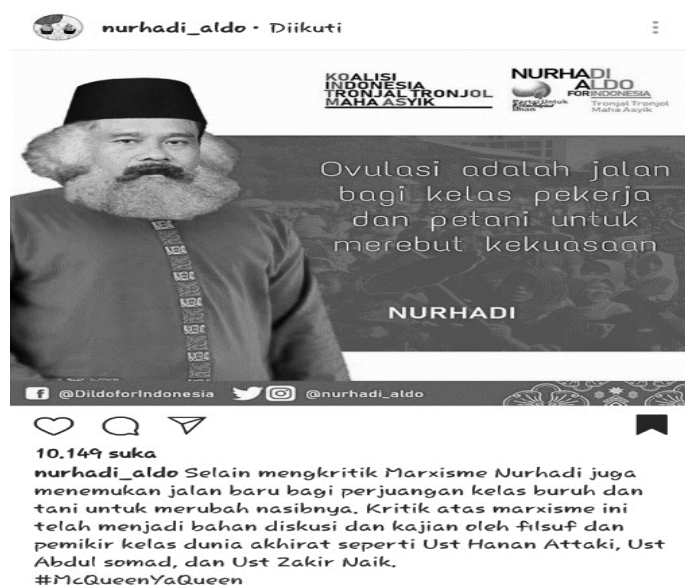 nurhadi_aldo · Diikuti
KOALISI
INDONESIA
TRONJAL TRONJOL
MAHA ASYIK
NURHADI
ALDO
FOR INDONESIA
Partai Untuk
Iman
Tronjal Tronjol
Maha Asyik
Ovulasi adalah jalan
bagi kelas pekerja
dan petani untuk
merebut kekuasaan
NURHADI
@DildoforIndonesia
@nurhadi_aldo
10.149 suka
nurhadi_aldo Selain mengkritik Marxisme Nurhadi juga
menemukan jalan baru bagi perjuangan kelas buruh dan
tani untuk merubah nasibnya. Kritik atas marxisme ini
telah menjadi bahan diskusi dan kajian oleh filsuf dan
pemikir kelas dunia akhirat seperti Ust Hanan Attaki, Ust
Abdul somad, dan Ust Zakir Naik.
#McQueenYaQueen